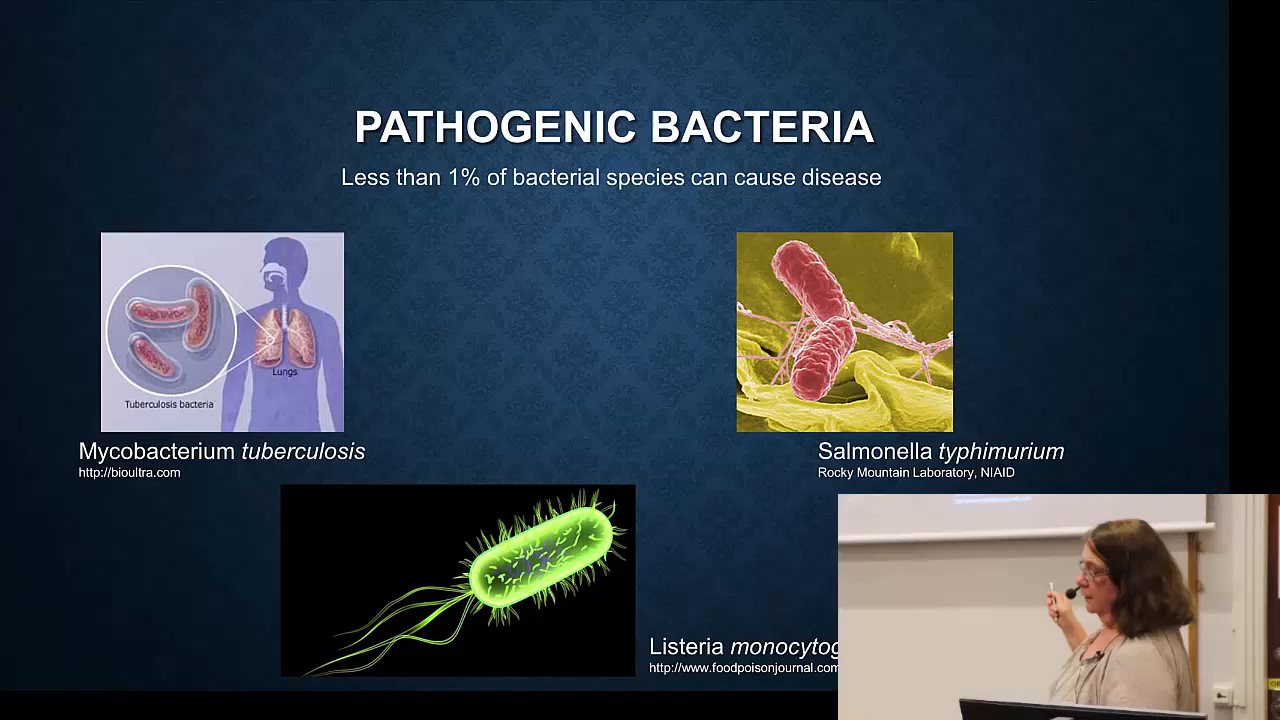 PATHOGENIC BACTERIA
Less than 1% of bacterial species can cause disease
Lungs
Tuberculosis bacteria
Mycobacterium tuberculosis
http://bioultra.com
Salmonella typhimurium
Rocky Mountain Laboratory, NIAID
Listeria monocytog
http://www.foodpoisonjournal.com